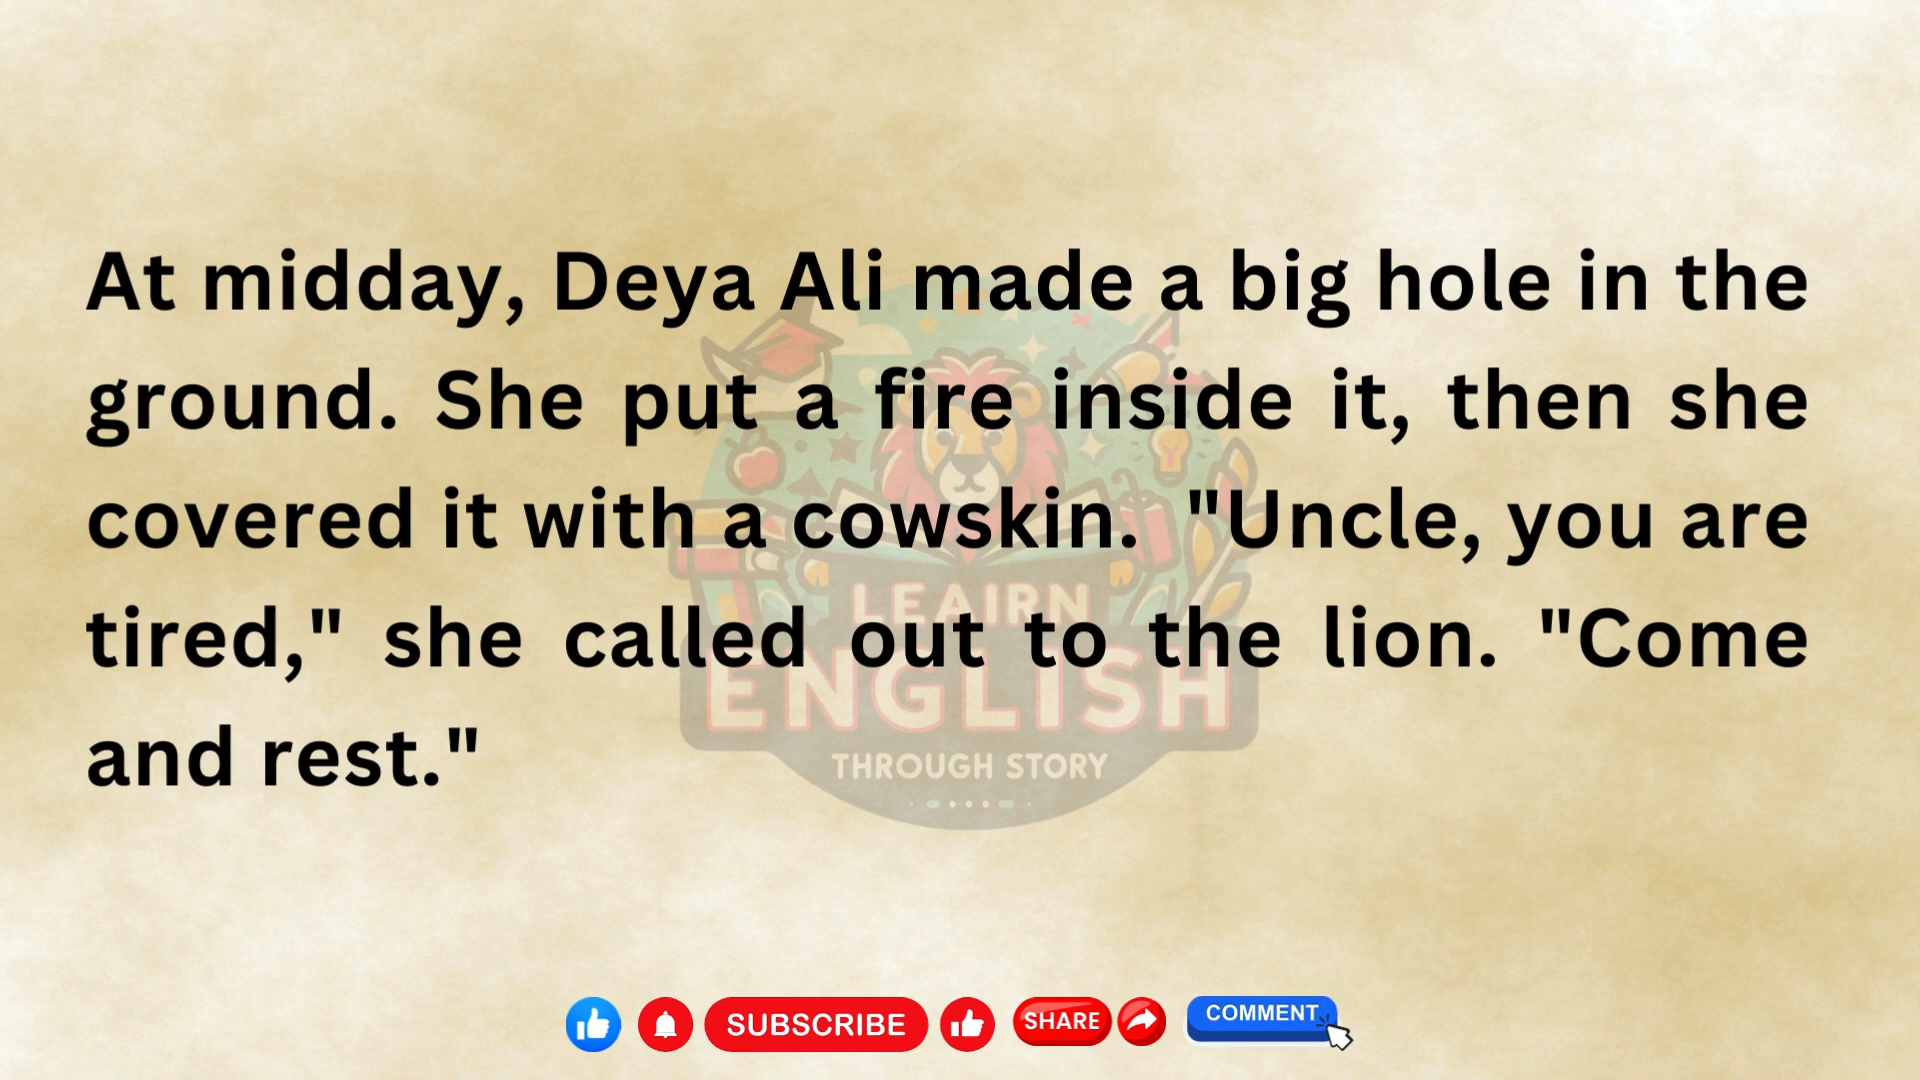 At midday, Deya Ali made a big hole in the
ground. She put a fire inside it, then she
covered it with a cowskin. "Uncle, you are
tired," she called out to the lion. "Come
and rest."
LEAIRN
ENGLISH
THROUGH STORY
SUBSCRIBE
SHARE
COMMENT